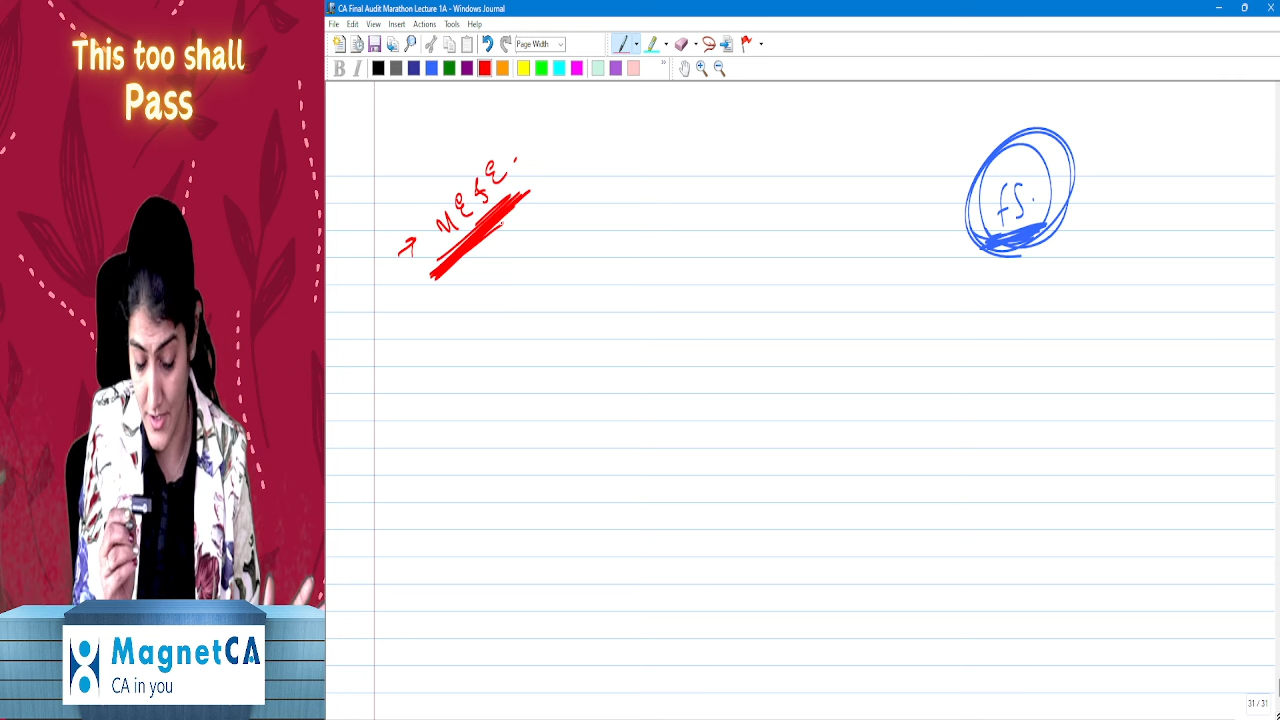 This too shall
Pass
CA Final Audit Marathon Lecture 1A - Windows Journal
File Edit View Insert Actions Tools Help
Page Width
B I
fS.
MagnetCA
CA in you
31 / 31